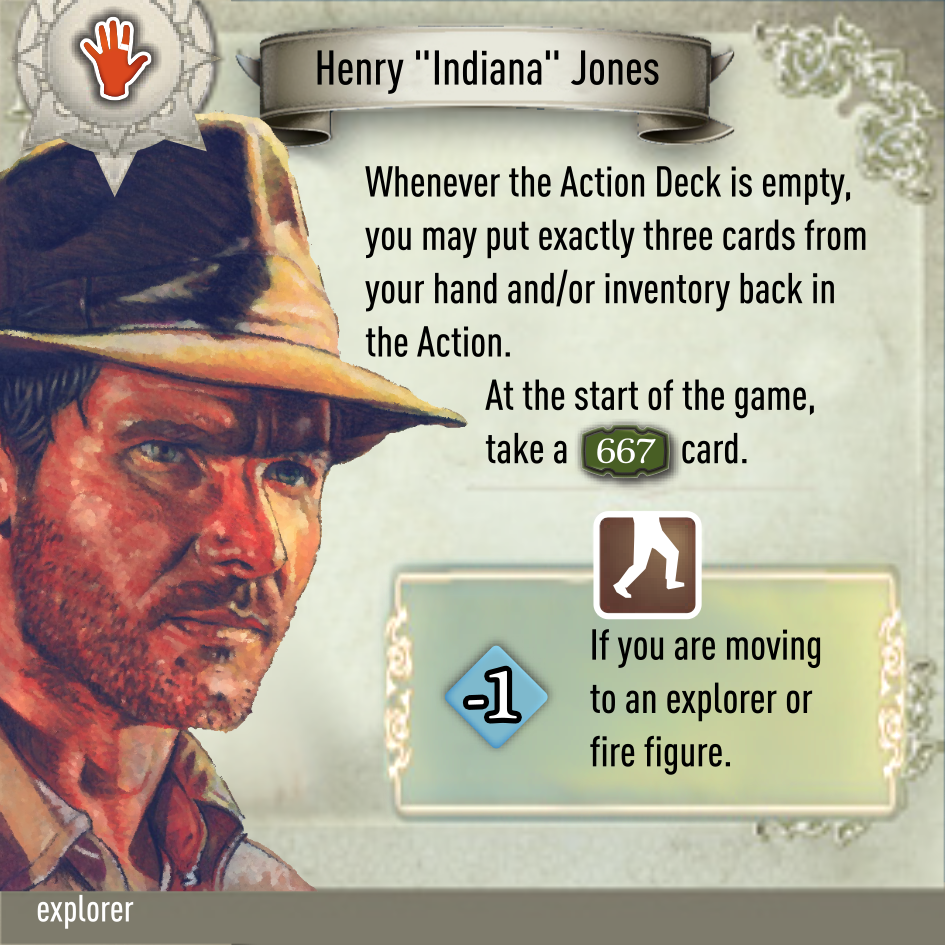 Henry "Indiana" Jones
Whenever the Action Deck is empty,
you may put exactly three cards from
your hand and/or inventory back in
the Action.
At the start of the game,
take a 667 card.
If you are moving
-1
to an explorer or
fire figure.
explorer